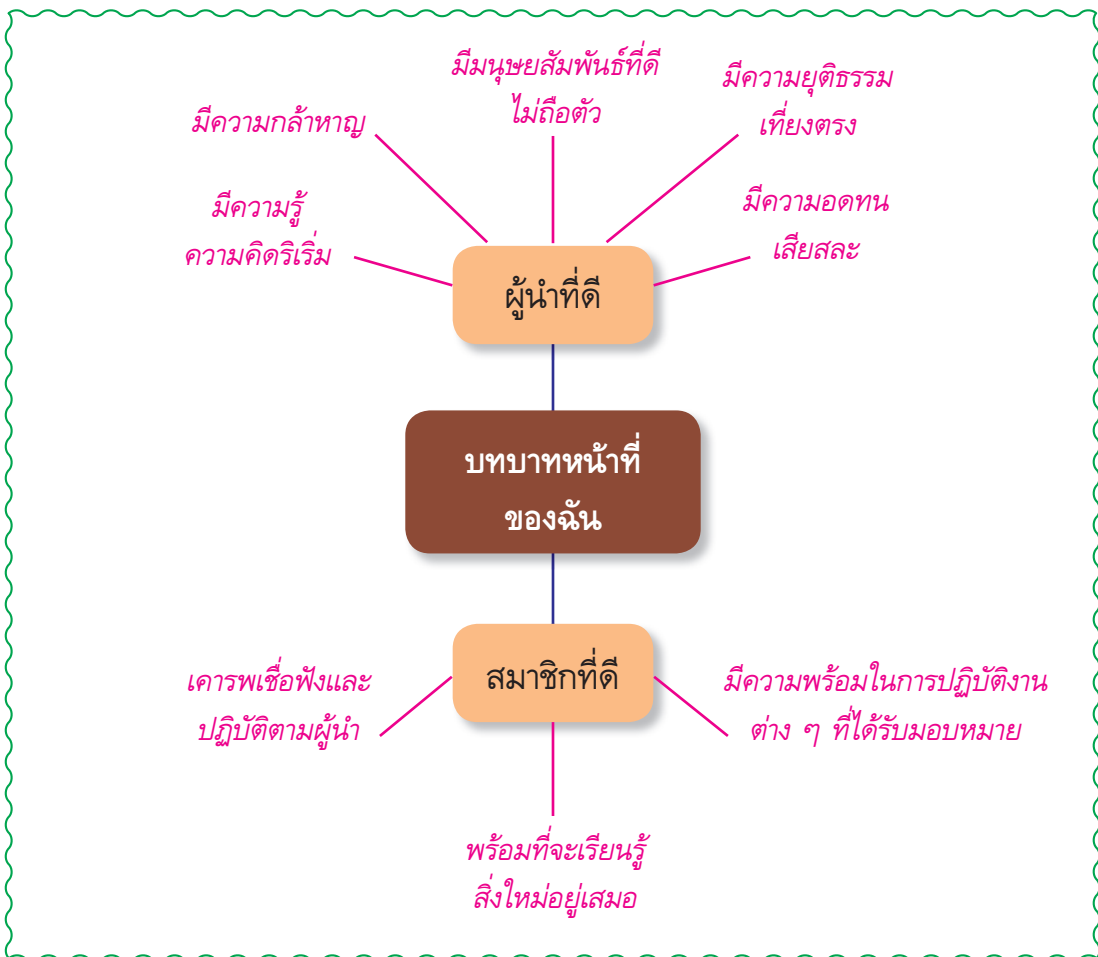 มีมนุษยสัมพันธ์ที่ดี
ไม่ถือตัว
มีความยุติธรรม
เที่ยงตรง
มีความกล้าหาญ
มีความรู้
ความคิดริเริ่ม
มีความอดทน
เสียสละ
ผู้นำที่ดี
บทบาทหน้าที่
ของฉัน
สมาชิกที่ดี
เคารพเชื่อฟังและ
ปฏิบัติตามผู้นำ
มีความพร้อมในการปฏิบัติงาน
ต่าง ๆ ที่ได้รับมอบหมาย
พร้อมที่จะเรียนรู้
สิ่งใหม่อยู่เสมอ